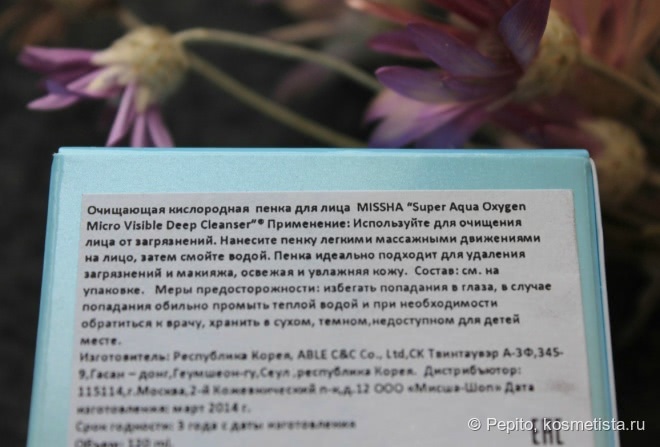 Очищающая кислородная пенка для лица MISSHA "Super Aqua Oxygen
Micro Visible Deep Cleanser"® Применение: Используйте для очищения
лица от загрязнений. Нанесите пенку легкими массажными движениями
на лицо, затем смойте водой. Пенка идеально подходит для удаления
загрязнений и макияжа, освежая и увлажняя кожу. Состав: см. на
упаковке. Меры предосторожности: избегать попадания в глаза, в случае
попадания обильно промыть теплой водой и при необходимости
обратиться к врачу, хранить в сухом, темном,недоступном для детей
месте.
Изготовитель: Республика Корея, ABLE C&C Co., Ltd,СК Твинтауэр А-3Ф,345-
9,Гасан – донг,Геумшеон-гу,Сеул ,республика Корея. Дистрибъютор:
115114,г.Москва,2-й Кожевнический п-к,д.12 ООО «Мисша-Шоп» Дата
изготовления: март 2014 г.
Срок годности: 3 года с даты изготовления
Объем: 120 ml.
EAC
© Pepito, kosmetista.ru